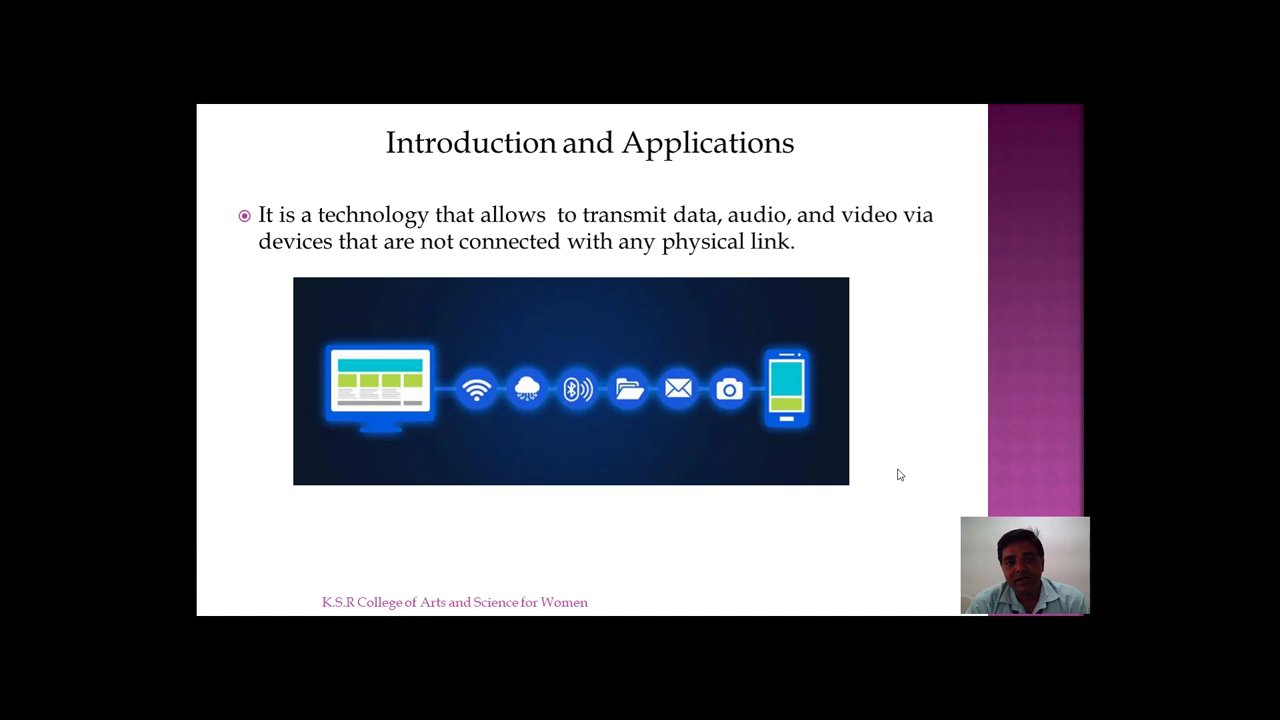 Introduction and Applications
It is a technology that allows  to transmit data, audio, and video via
devices that are not connected with any physical link.
K.S.R College of Arts and Science for Women